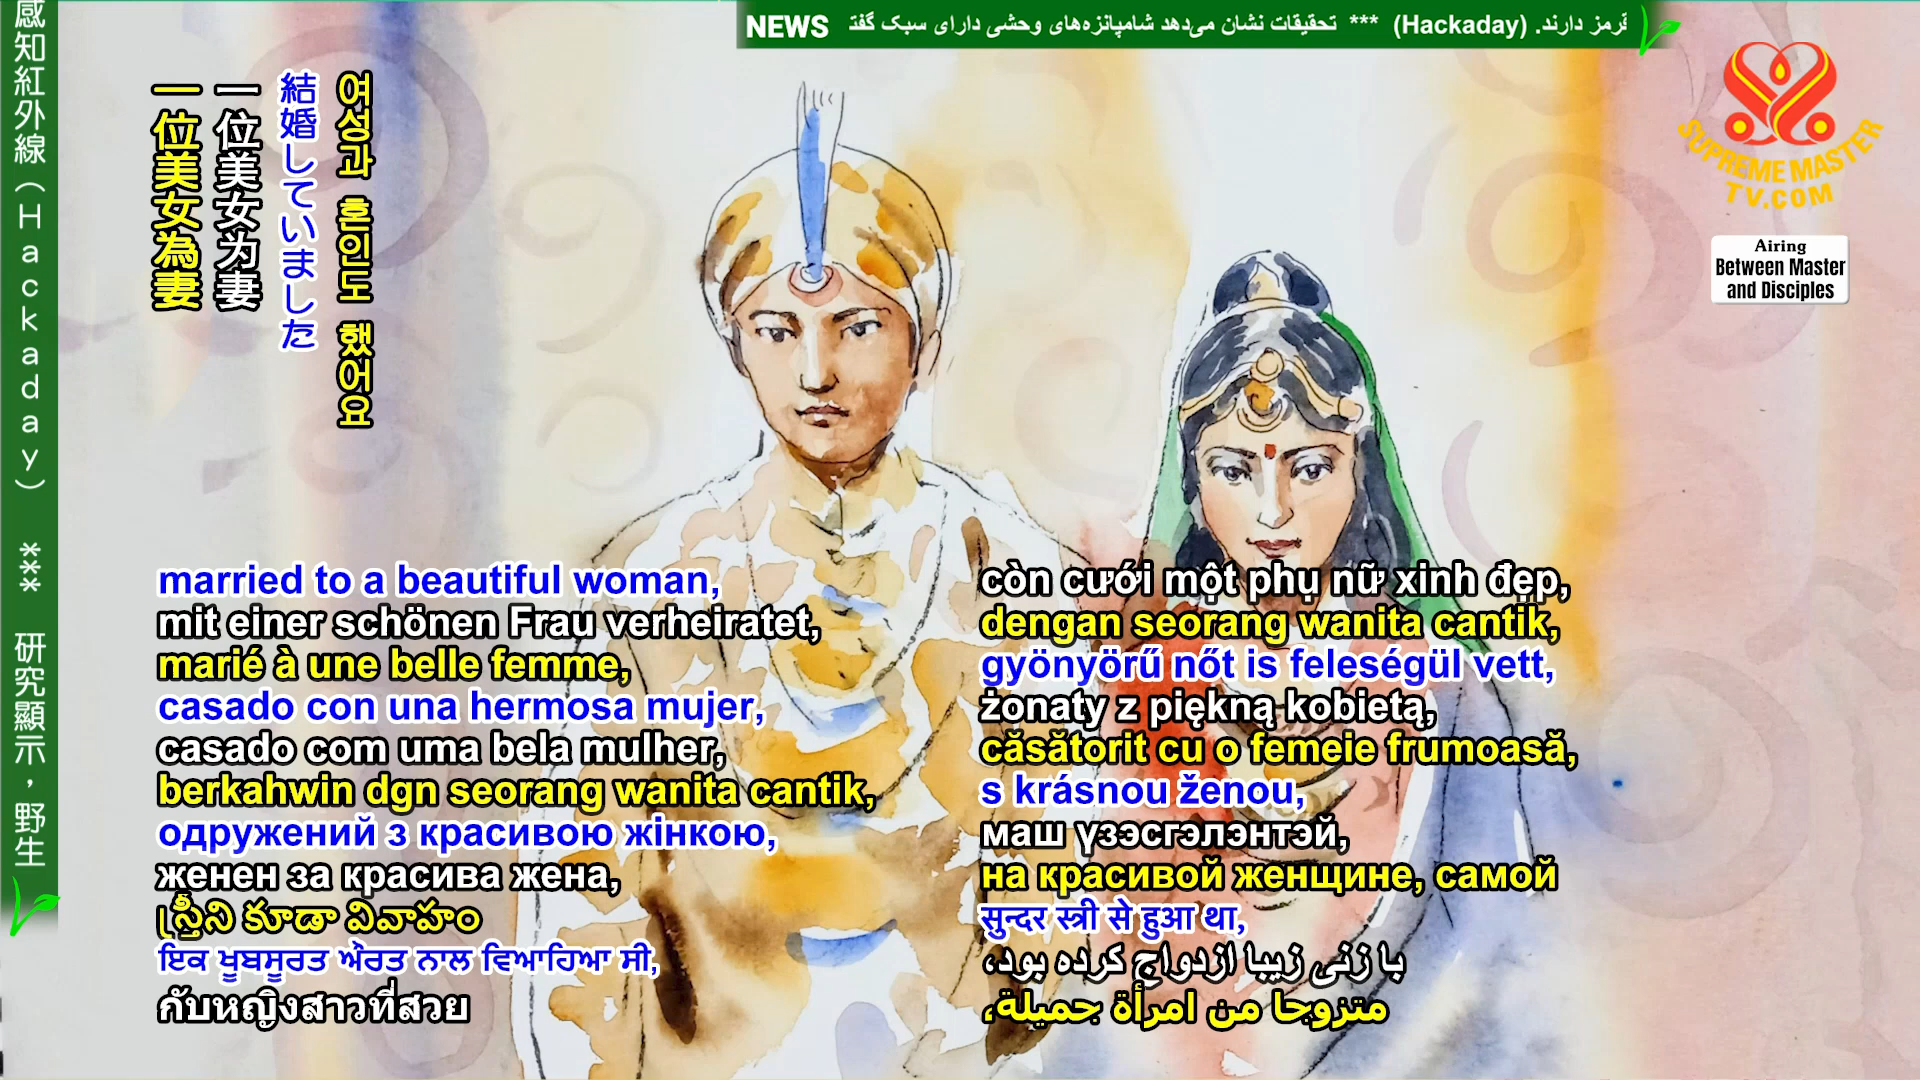 NEWS قرمز دارند. (Hackaday) *** تحقیقات نشان می‌دهد شامپانزه‌های وحشی دارای سبک گفت
感知紅外線（Hackaday） *** 研究顯示，野生
SUPREME MASTER
TV.COM
Airing
Between Master
and Disciples
여성과 혼인도 했어요
結婚していました
一位美女为妻
一位美女為妻
married to a beautiful woman,
mit einer schönen Frau verheiratet,
marié à une belle femme,
casado con una hermosa mujer,
casado com uma bela mulher,
berkahwin dgn seorang wanita cantik,
одружений з красивою жінкою,
женен за красива жена,
స్త్రీని కూడా వివాహం
ਇਕ ਖੂਬਸੂਰਤ ਔਰਤ ਨਾਲ ਵਿਆਹਿਆ ਸੀ,
กับหญิงสาวที่สวย
còn cưới một phụ nữ xinh đẹp,
dengan seorang wanita cantik,
gyönyörű nőt is feleségül vett,
żonaty z piękną kobietą,
căsătorit cu o femeie frumoasă,
s krásnou ženou,
маш үзэсгэлэнтэй,
на красивой женщине, самой
सुन्दर स्त्री से हुआ था,
با زنی زیبا ازدواج کرده بود،
متزوجا من امرأة جميلة،